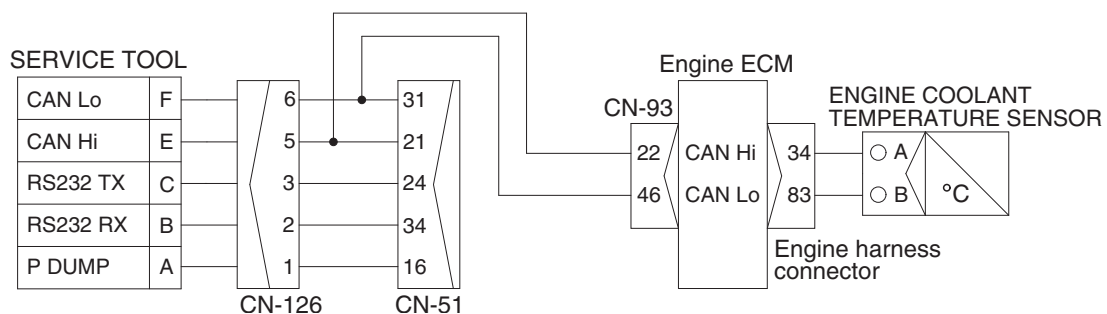 SERVICE TOOL
CAN Lo F 6 31
CAN Hi E 5 21
RS232 TX C 3 24
RS232 RX B 2 34
P DUMP A 1 16
CN-126 CN-51
Engine ECM
CN-93
22 CAN Hi 34
46 CAN Lo 83
Engine harness
connector
ENGINE COOLANT
TEMPERATURE SENSOR
A
B
°C